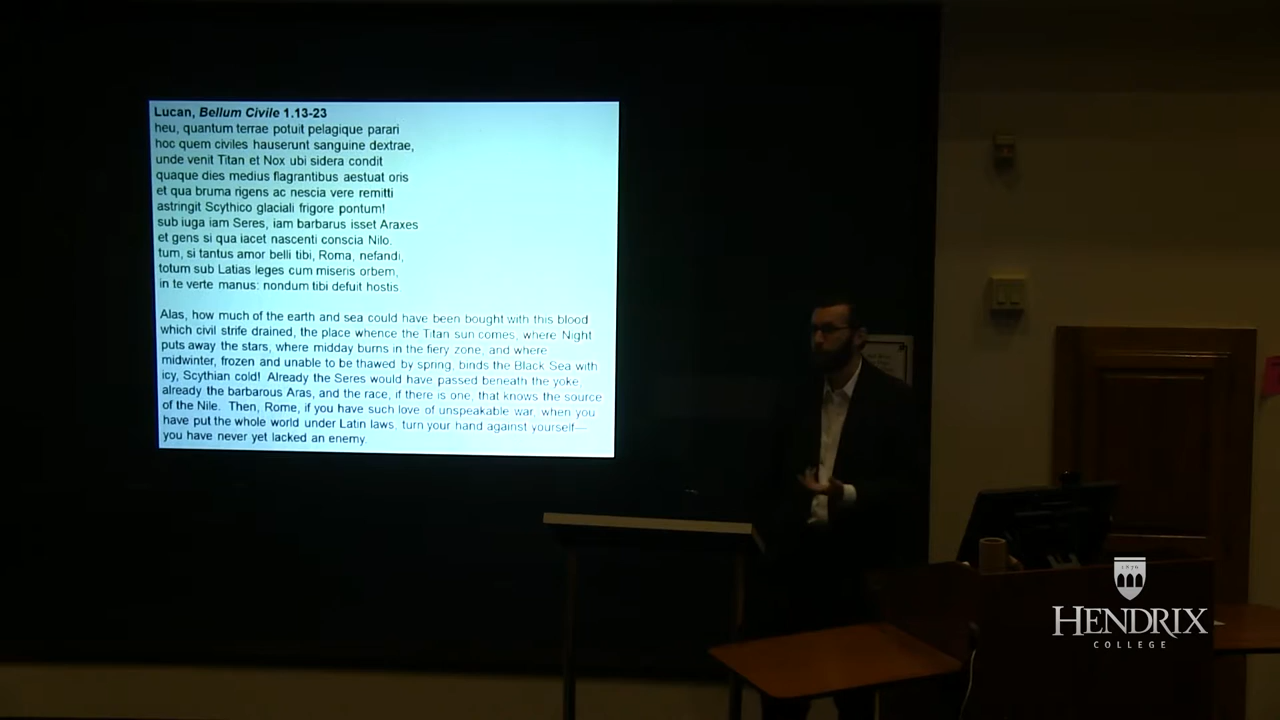 Lucan, Bellum Civile 1.13-23
heu, quantum terrae potuit pelagique parari
hoc quem civiles hauserunt sanguine dextrae,
unde venit Titan et Nox ubi sidera condit
quaque dies medius flagrantibus aestuat oris
et qua bruma rigens ac nescia vere remitti
astringit Scythico glaciali frigore pontum!
sub iuga iam Seres, iam barbarus isset Araxes
et gens si qua iacet nascenti conscia Nilo.
tum, si tantus amor belli tibi, Roma, nefandi,
totum sub Latias leges cum miseris orbem,
in te verte manus: nondum tibi defuit hostis.
Alas, how much of the earth and sea could have been bought with this blood
which civil strife drained, the place whence the Titan sun comes, where Night
puts away the stars, where midday burns in the fiery zone, and where
midwinter, frozen and unable to be thawed by spring, binds the Black Sea with
icy, Scythian cold! Already the Seres would have passed beneath the yoke,
already the barbarous Aras, and the race, if there is one, that knows the source
of the Nile. Then, Rome, if you have such love of unspeakable war, when you
have put the whole world under Latin laws, turn your hand against yourself—
you have never yet lacked an enemy.
1876
HENDRIX
COLLEGE